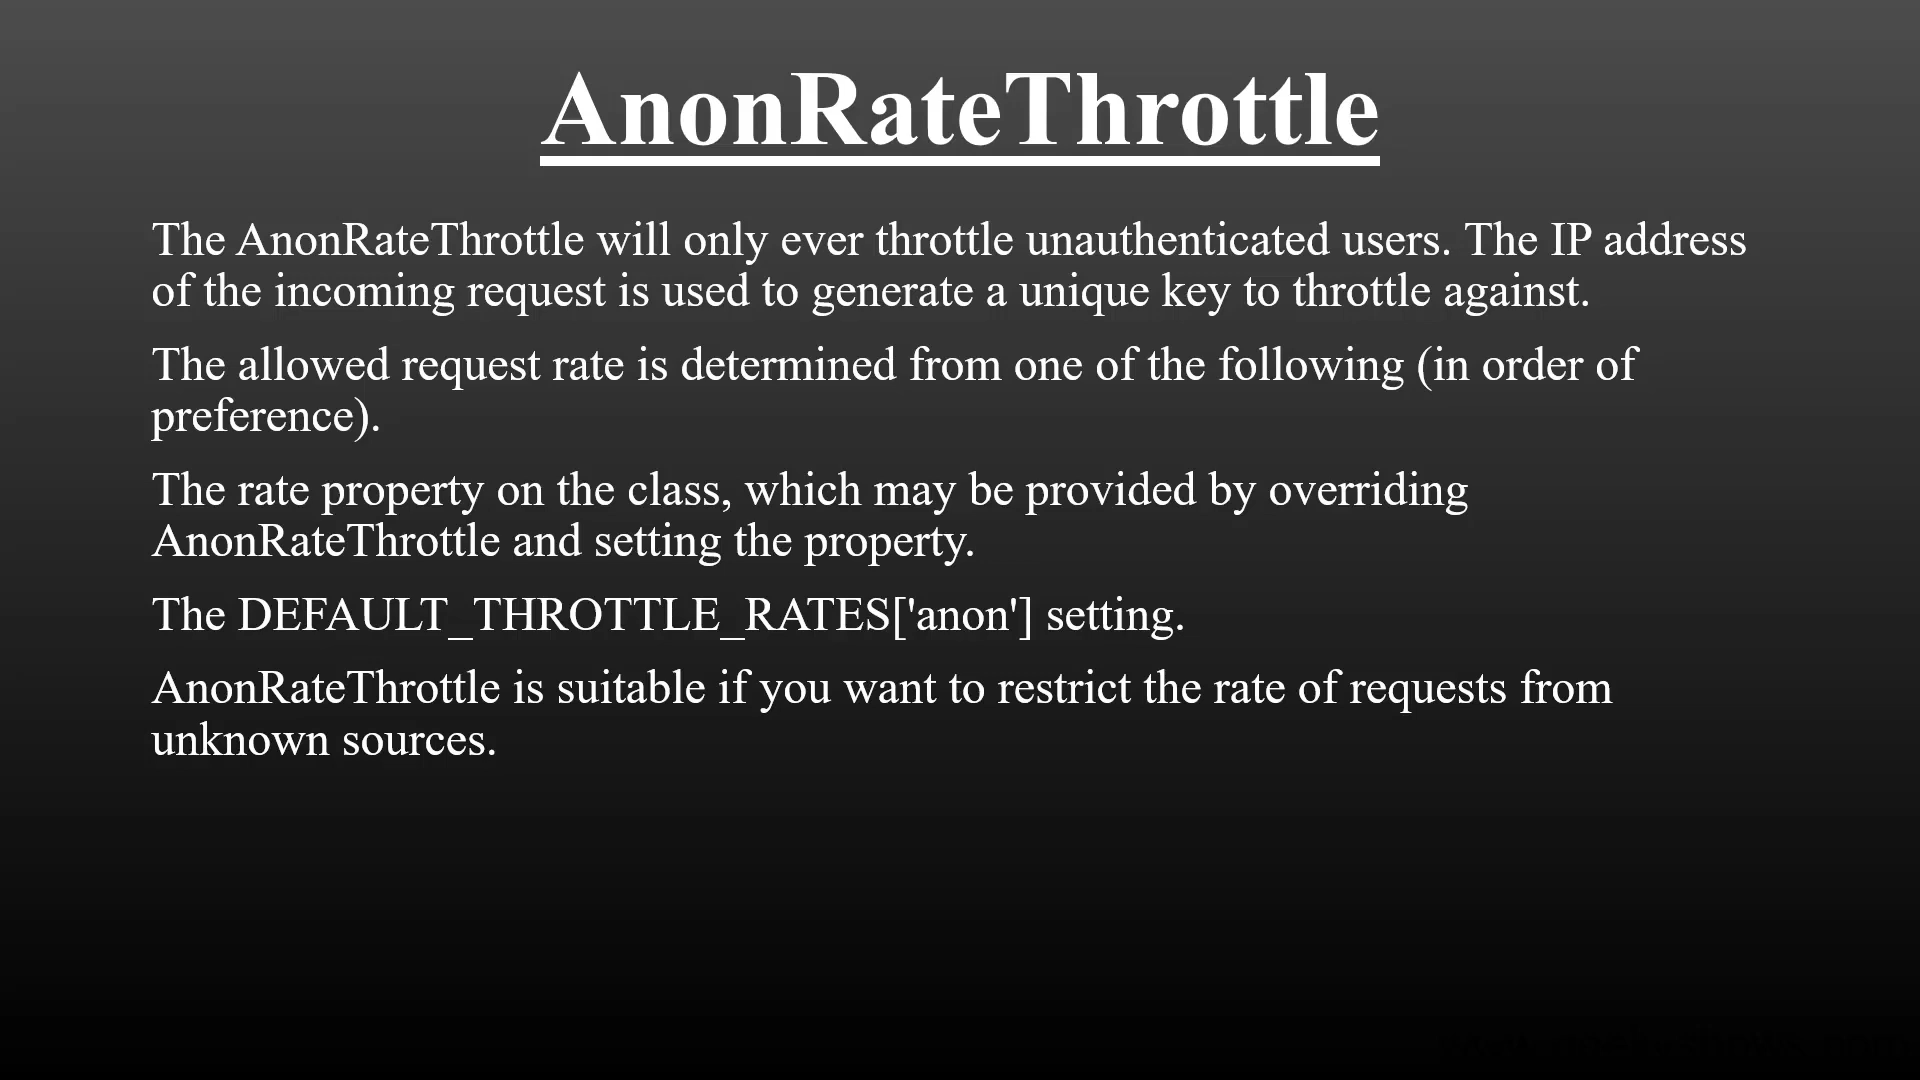 AnonRateThrottle
The AnonRateThrottle will only ever throttle unauthenticated users. The IP address
of the incoming request is used to generate a unique key to throttle against.
The allowed request rate is determined from one of the following (in order of
preference).
The rate property on the class, which may be provided by overriding
AnonRateThrottle and setting the property.
The DEFAULT_THROTTLE_RATES['anon'] setting.
AnonRateThrottle is suitable if you want to restrict the rate of requests from
unknown sources.